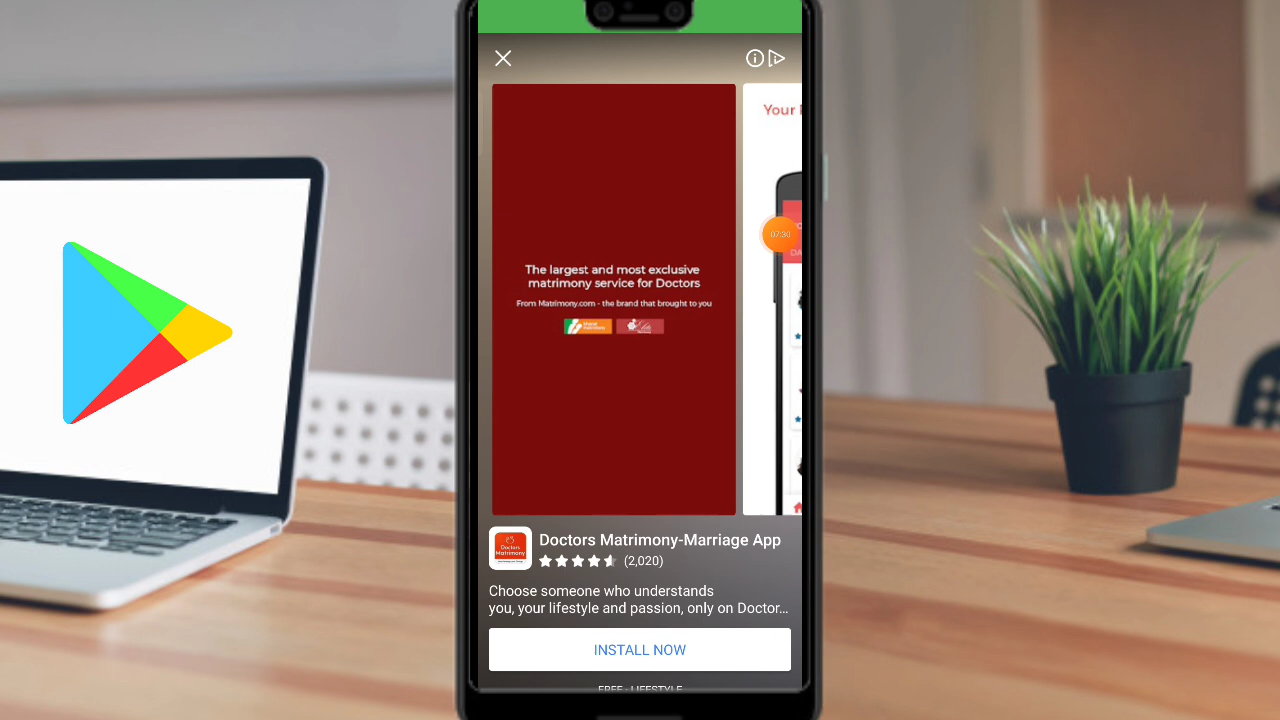 Your
07:30
The largest and most exclusive
matrimony service for Doctors
From Matrimony.com - the brand that brought to you
Doctors
Matrimony
Doctors Matrimony-Marriage App
(2,020)
Choose someone who understands
you, your lifestyle and passion, only on Doctor...
INSTALL NOW
FREE · LIFESTYLE